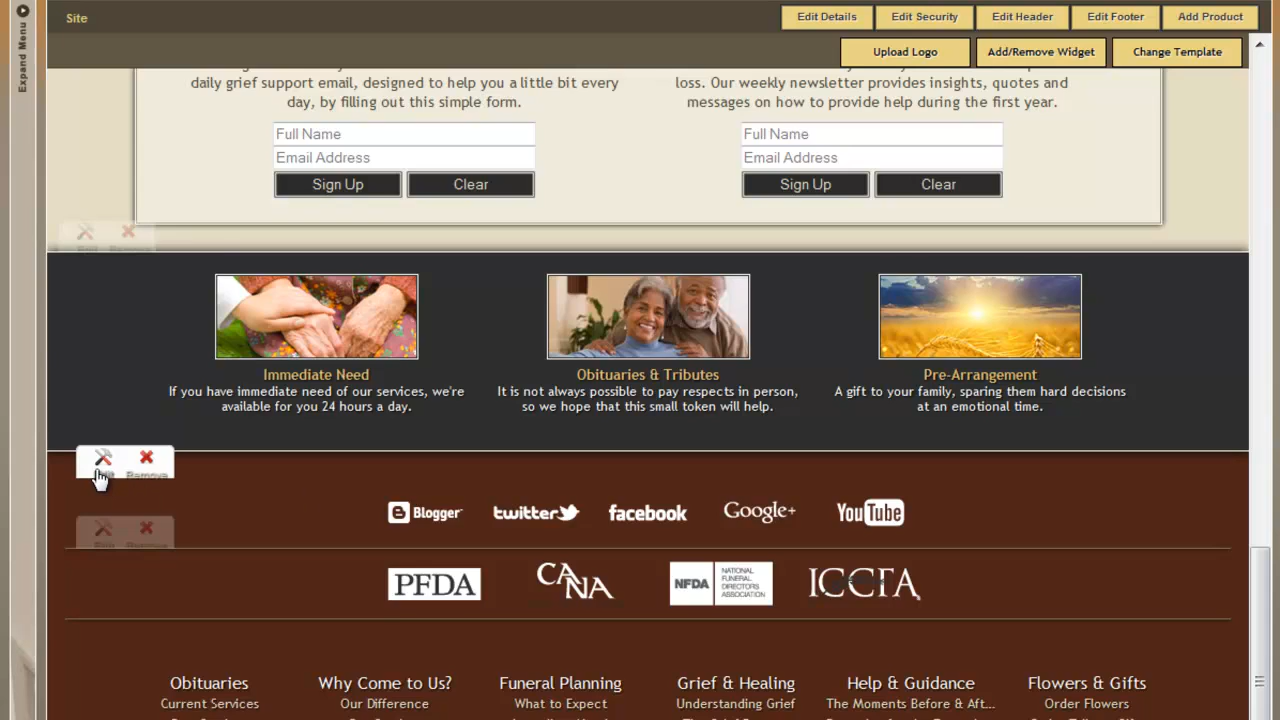 Expand Menu
Site
Edit Details
Edit Security
Edit Header
Edit Footer
Add Product
Upload Logo
Add/Remove Widget
Change Template
daily grief support email, designed to help you a little bit every
day, by filling out this simple form.
loss. Our weekly newsletter provides insights, quotes and
messages on how to provide help during the first year.
Full Name
Email Address
Sign Up
Clear
Full Name
Email Address
Sign Up
Clear
Immediate Need
If you have immediate need of our services, we're
available for you 24 hours a day.
Obituaries & Tributes
It is not always possible to pay respects in person,
so we hope that this small token will help.
Pre-Arrangement
A gift to your family, sparing them hard decisions
at an emotional time.
Remove
Blogger
twitter
facebook
Google+
YouTube
PFDA
CANA
NFDA
NATIONAL
FUNERAL
DIRECTORS
ASSOCIATION
ICCFA
Obituaries
Current Services
Why Come to Us?
Our Difference
Funeral Planning
What to Expect
Grief & Healing
Understanding Grief
Help & Guidance
The Moments Before & Aft...
Flowers & Gifts
Order Flowers